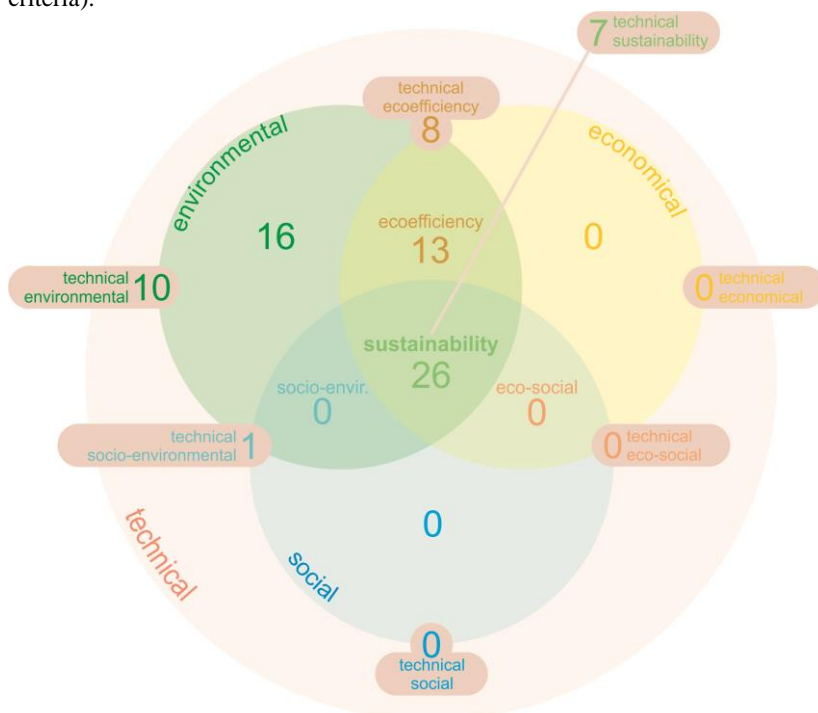 criteria).
7 technical
sustainability
technical
ecoefficiency
8
environmental
economical
16
ecoefficiency
13
0
technical
environmental 10
0 technical
economical
sustainability
26
socio-envir.
0
eco-social
0
technical
socio-environmental 1
0 technical
eco-social
technical
social
0
0
technical
social